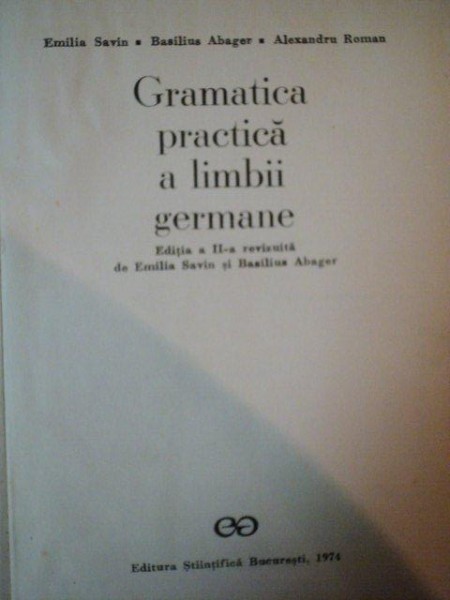 Emilia Savin ■ Basilius Abager ■ Alexandru Roman
Gramatica
practică
a limbii
germane
Ediția a II-a revizuită
de Emilia Savin și Basilius Abager
Editura Științifică București, 1974